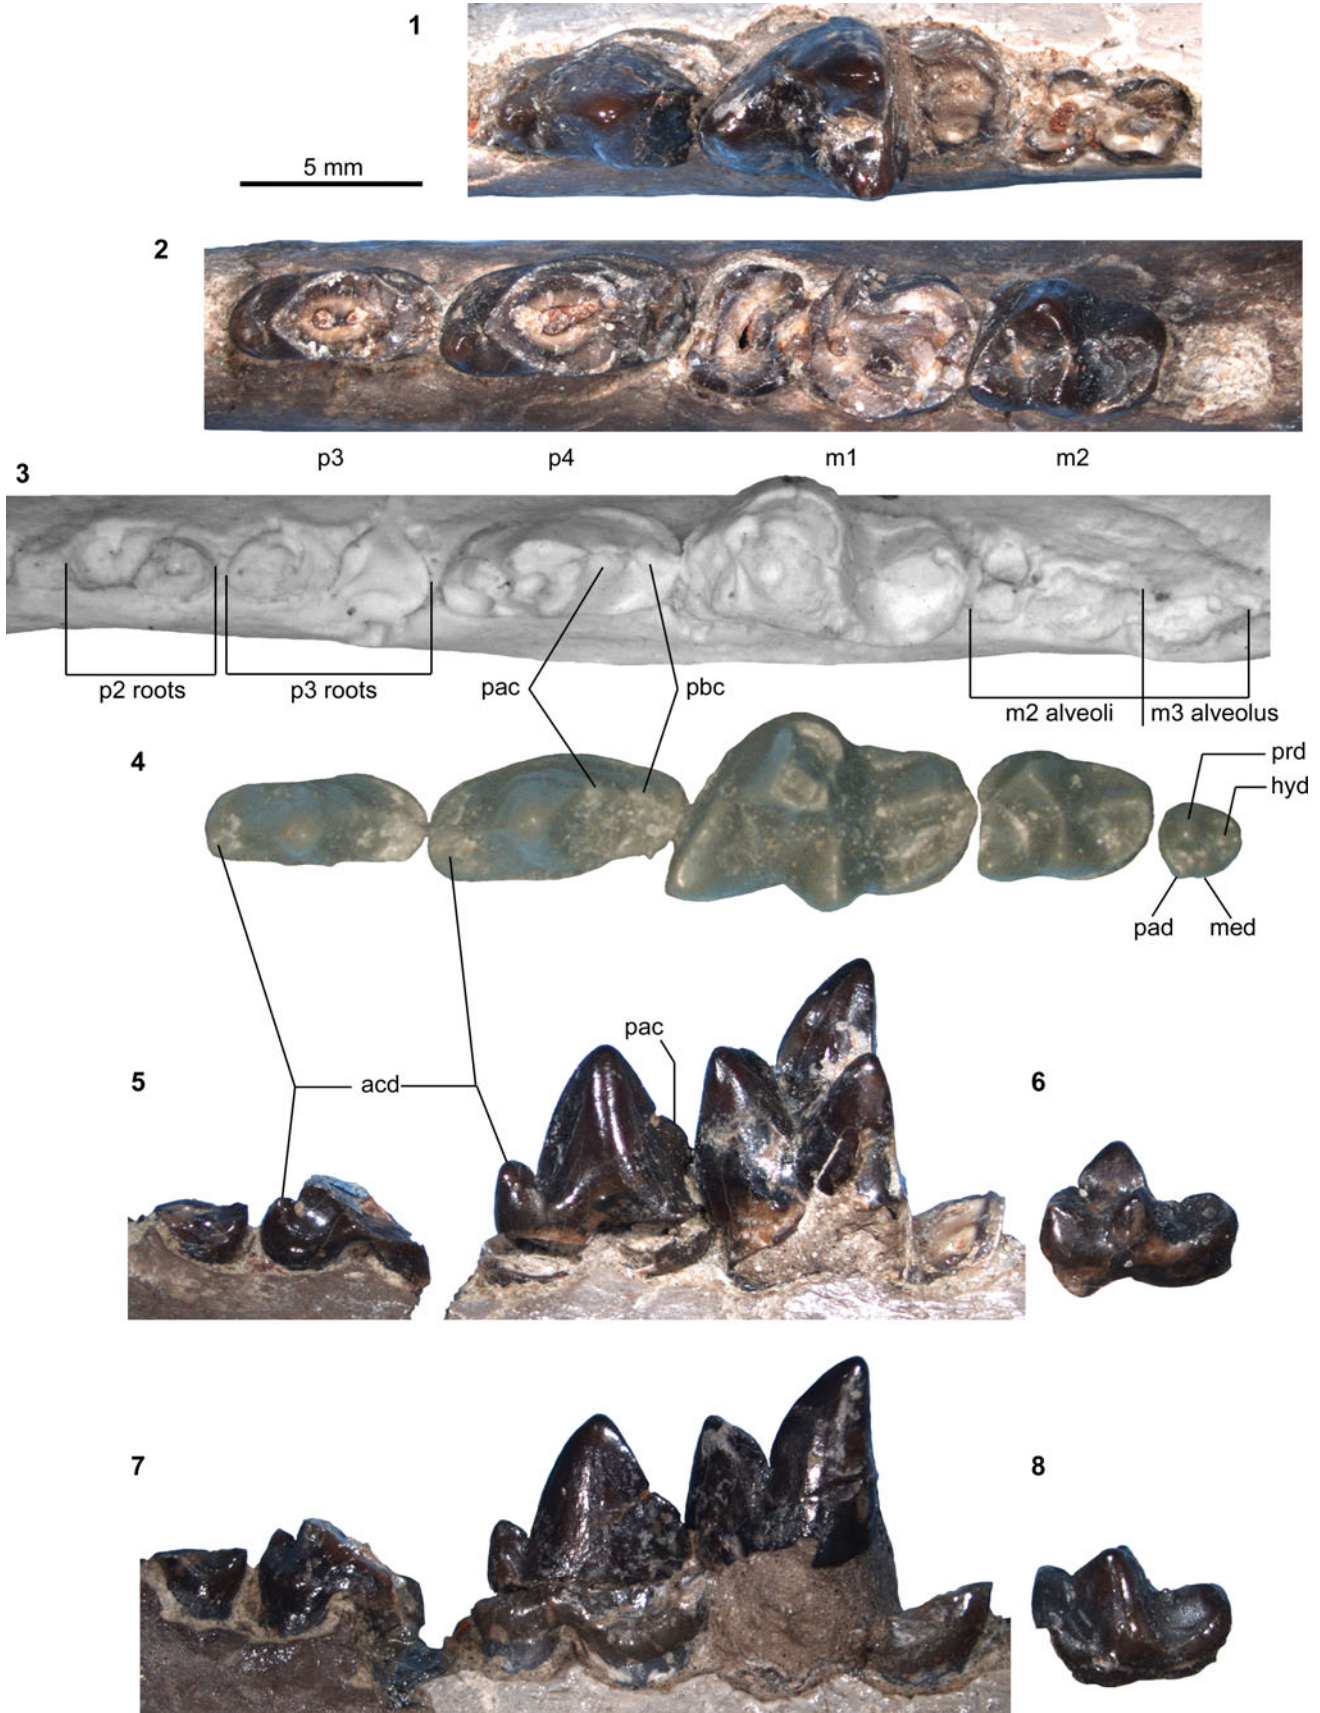 1
5 mm
2
p3 p4 m1 m2
3
p2 roots p3 roots pac pbc m2 alveoli m3 alveolus
4
prd
hyd
pad med
pac
5 acd 6
7 8